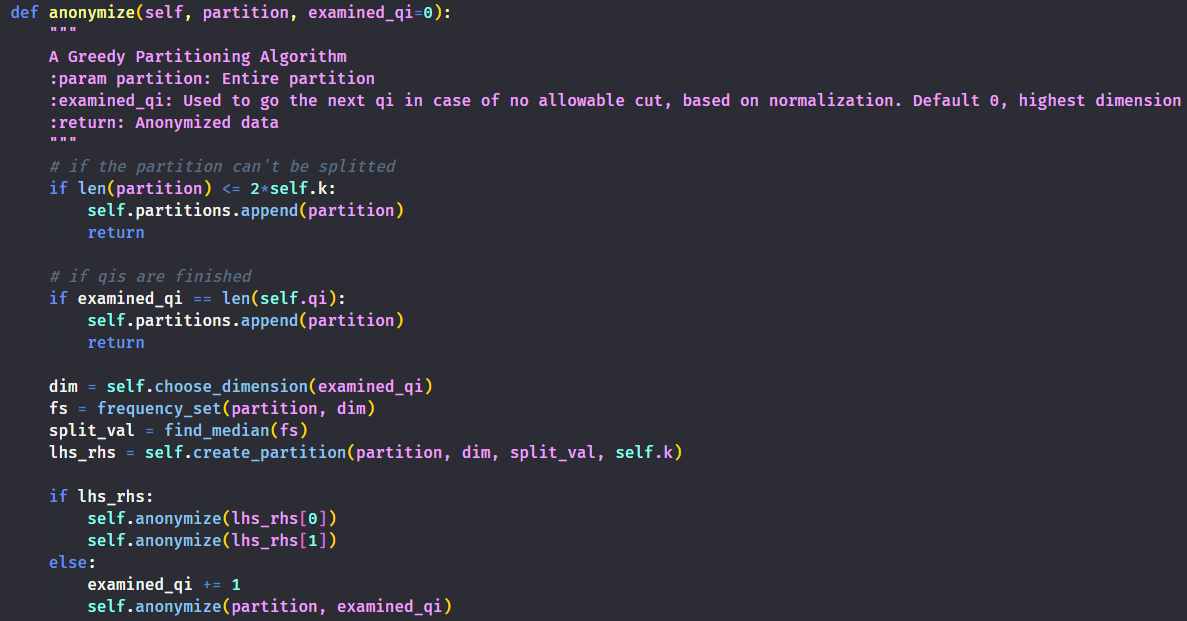 def anonymize(self, partition, examined_qi=0):
    """
    A Greedy Partitioning Algorithm
    :param partition: Entire partition
    :examined_qi: Used to go the next qi in case of no allowable cut, based on normalization. Default 0, highest dimension
    :return: Anonymized data
    """
    # if the partition can't be splitted
    if len(partition) <= 2*self.k:
        self.partitions.append(partition)
        return

    # if qis are finished
    if examined_qi == len(self.qi):
        self.partitions.append(partition)
        return

    dim = self.choose_dimension(examined_qi)
    fs = frequency_set(partition, dim)
    split_val = find_median(fs)
    lhs_rhs = self.create_partition(partition, dim, split_val, self.k)

    if lhs_rhs:
        self.anonymize(lhs_rhs[0])
        self.anonymize(lhs_rhs[1])
    else:
        examined_qi += 1
        self.anonymize(partition, examined_qi)